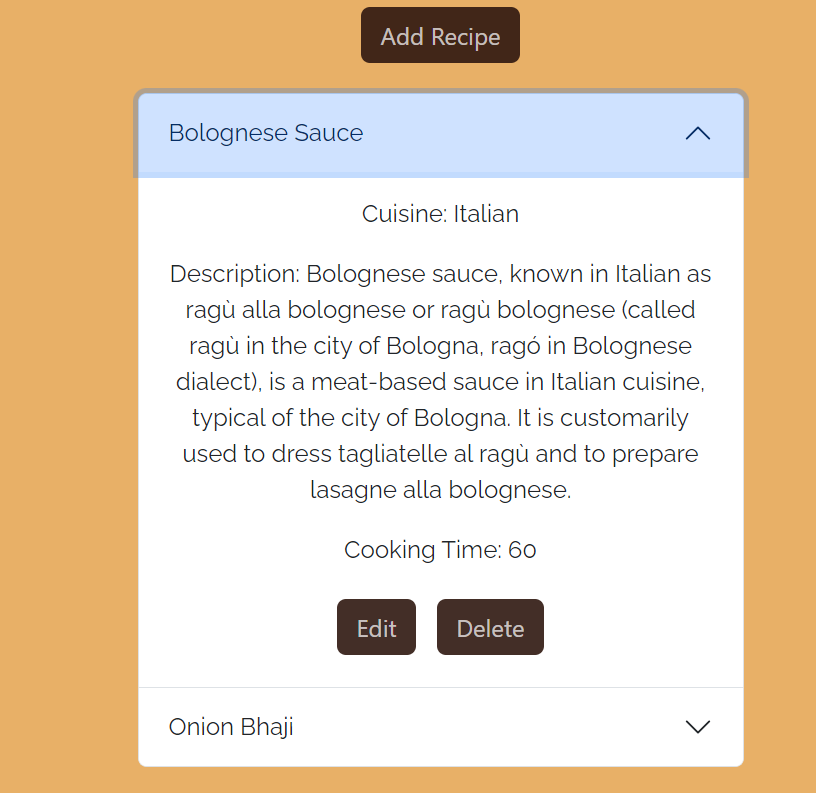 Add Recipe
Bolognese Sauce
Cuisine: Italian
Description: Bolognese sauce, known in Italian as
ragù alla bolognese or ragù bolognese (called
ragù in the city of Bologna, ragó in Bolognese
dialect), is a meat-based sauce in Italian cuisine,
typical of the city of Bologna. It is customarily
used to dress tagliatelle al ragù and to prepare
lasagne alla bolognese.
Cooking Time: 60
Edit Delete
Onion Bhaji